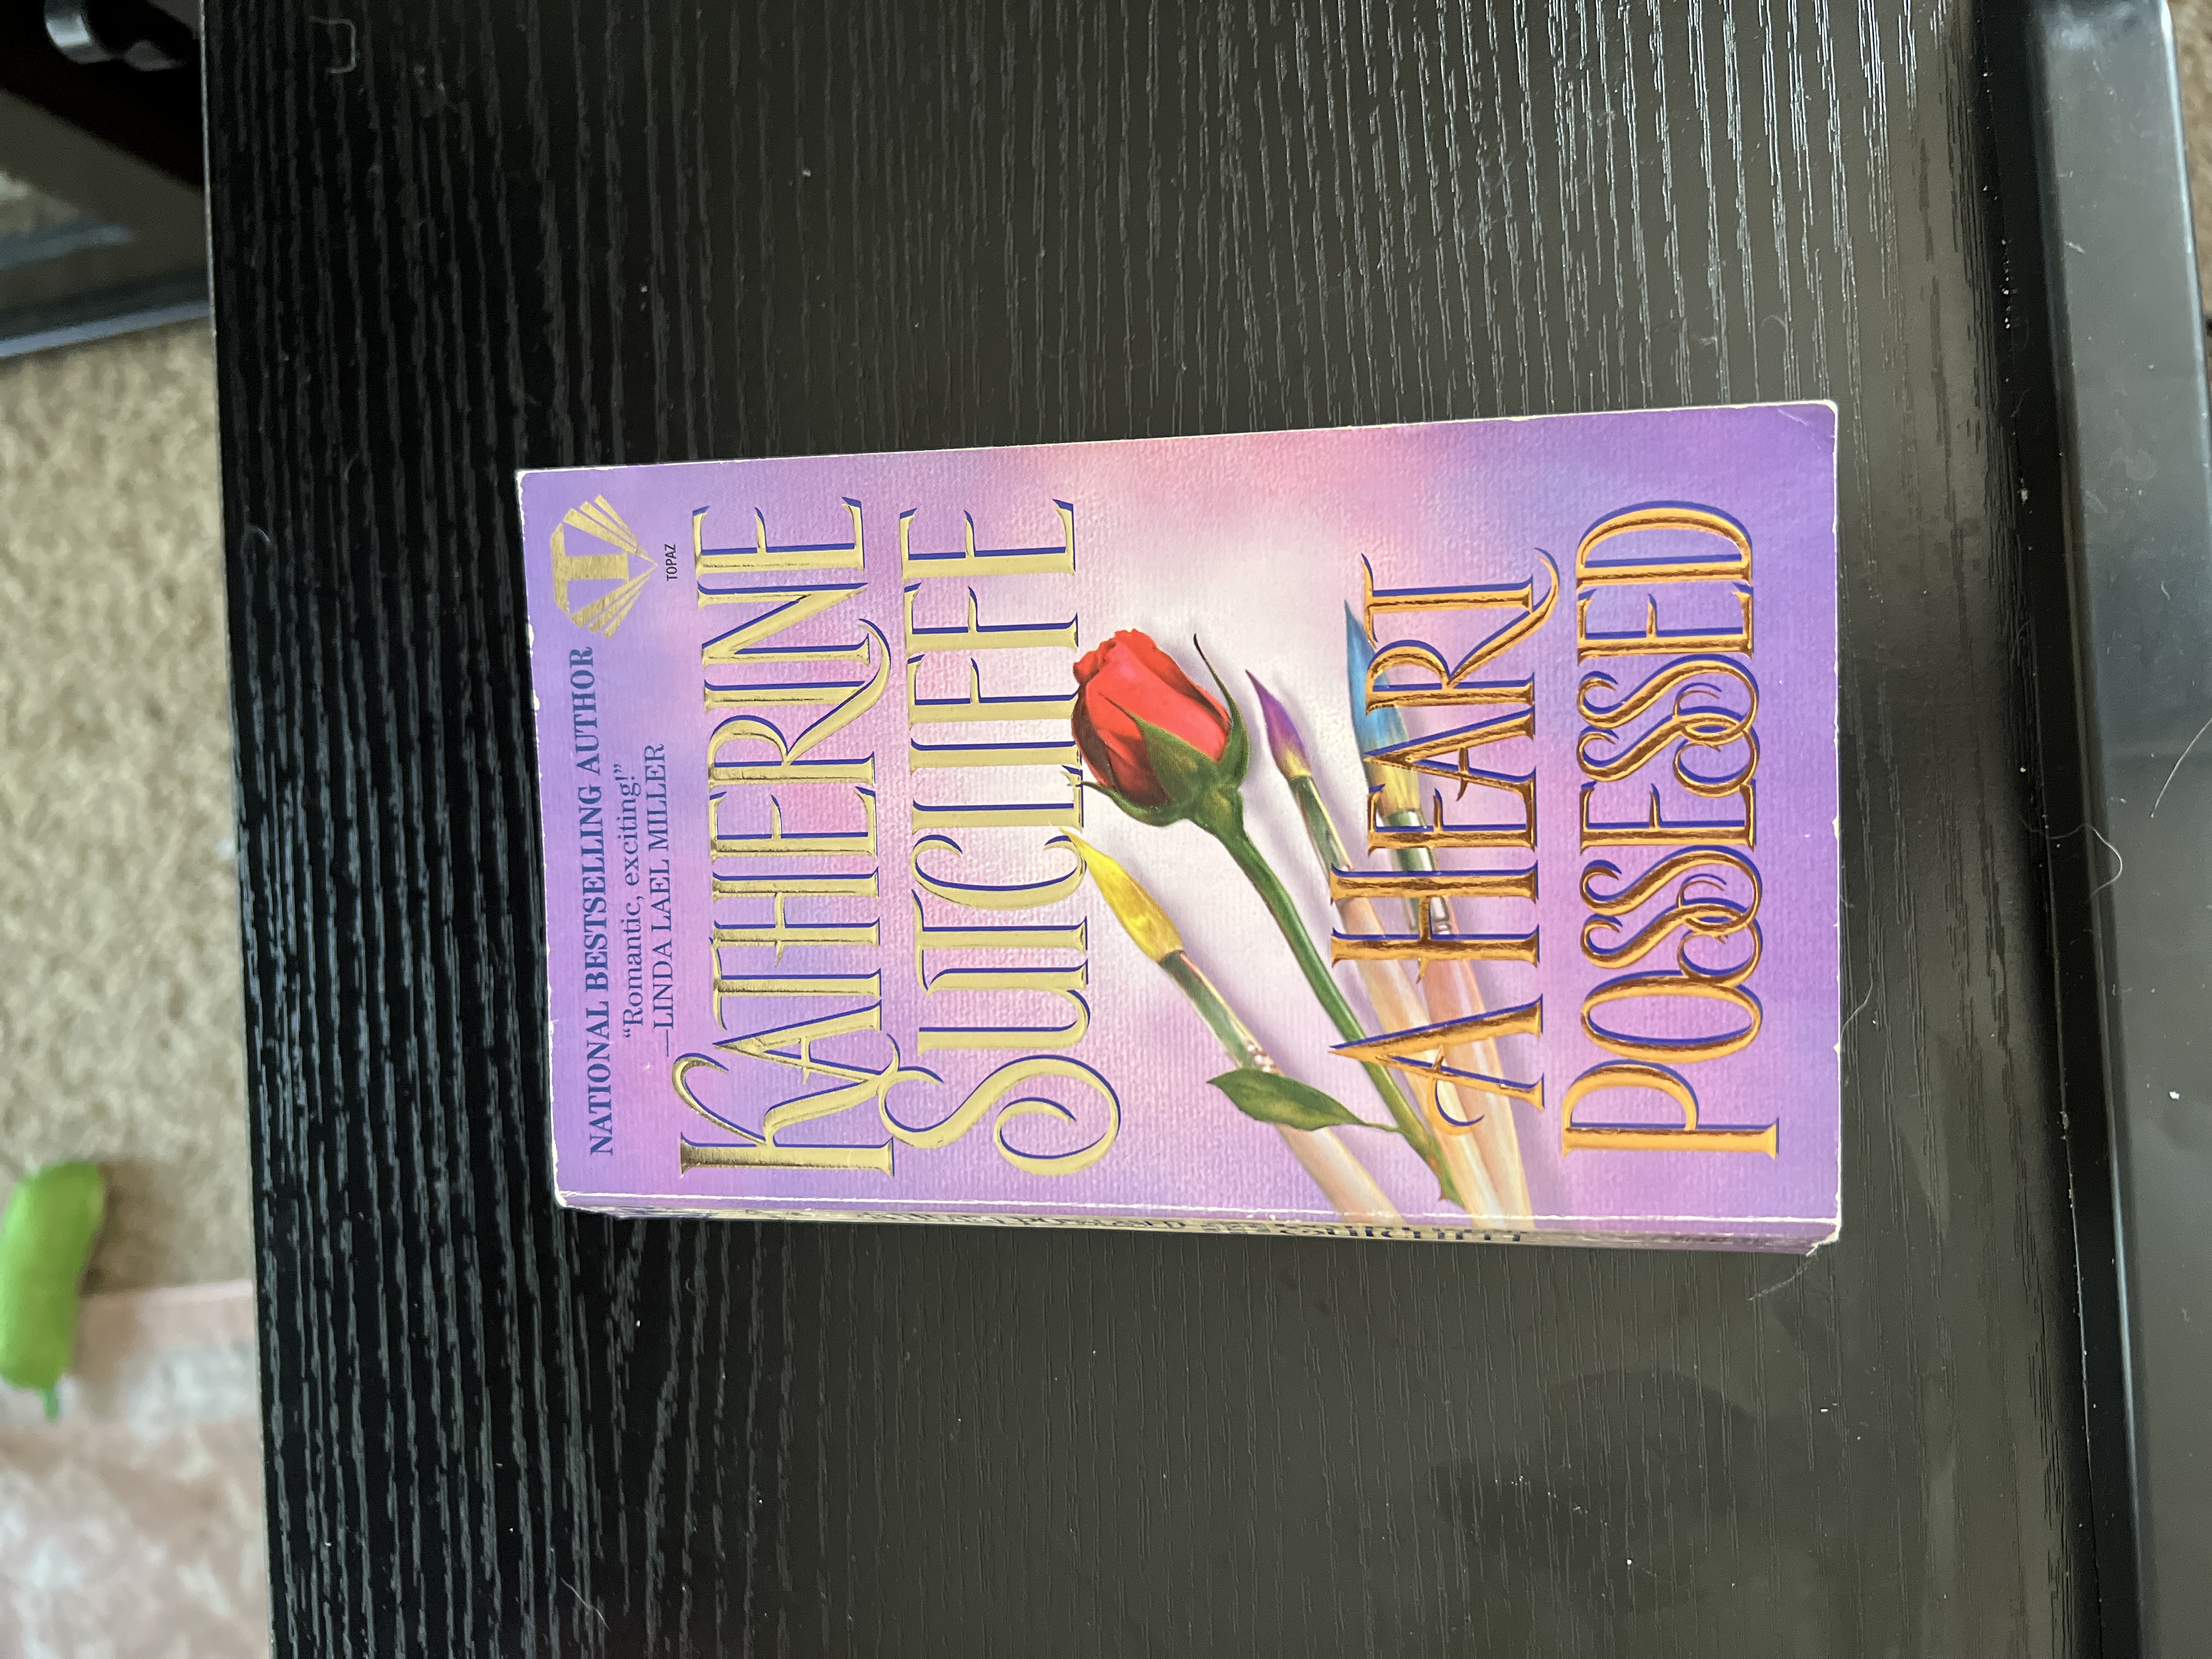 NATIONAL BESTSELLING AUTHOR
"Romantic, exciting!"
—LINDA LAEL MILLER
T
TOPAZ
KATHERINE
SUTCLIFFE
A HEART
POSSESSED